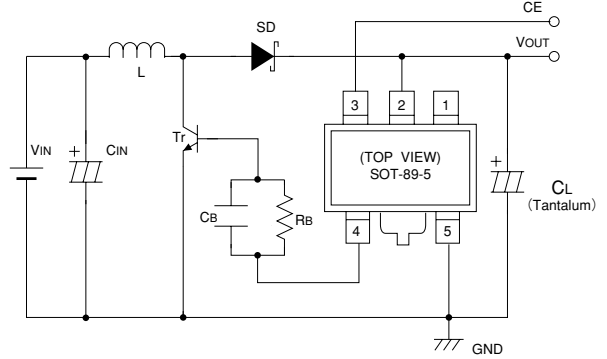 CE
SD
VOUT
L
3
2
1
Tr
VIN
+
CIN
(TOP VIEW)
SOT-89-5
+
CL
(Tantalum)
CB
RB
4
5
GND